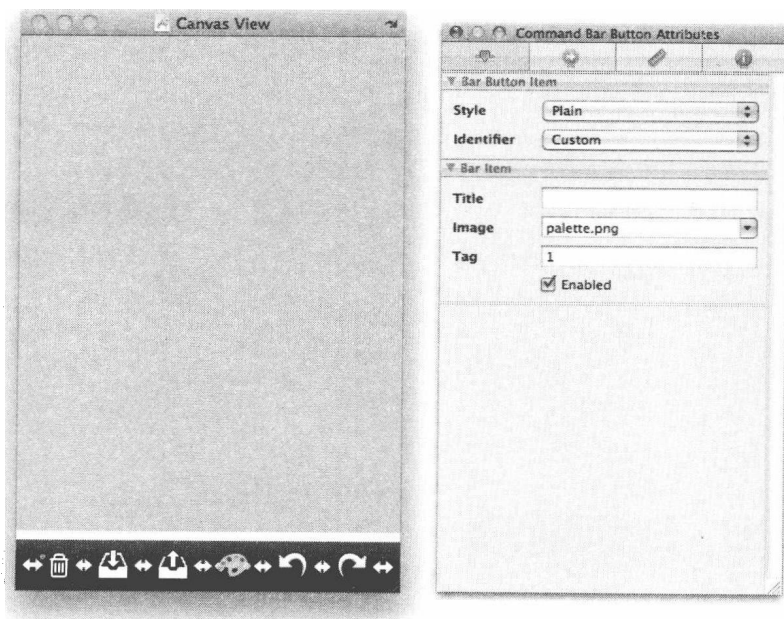 Canvas View
Command Bar Button Attributes
Bar Button Item
Style
Plain
Identifier
Custom
Bar Item
Title
Image
palette.png
Tag
1
Enabled